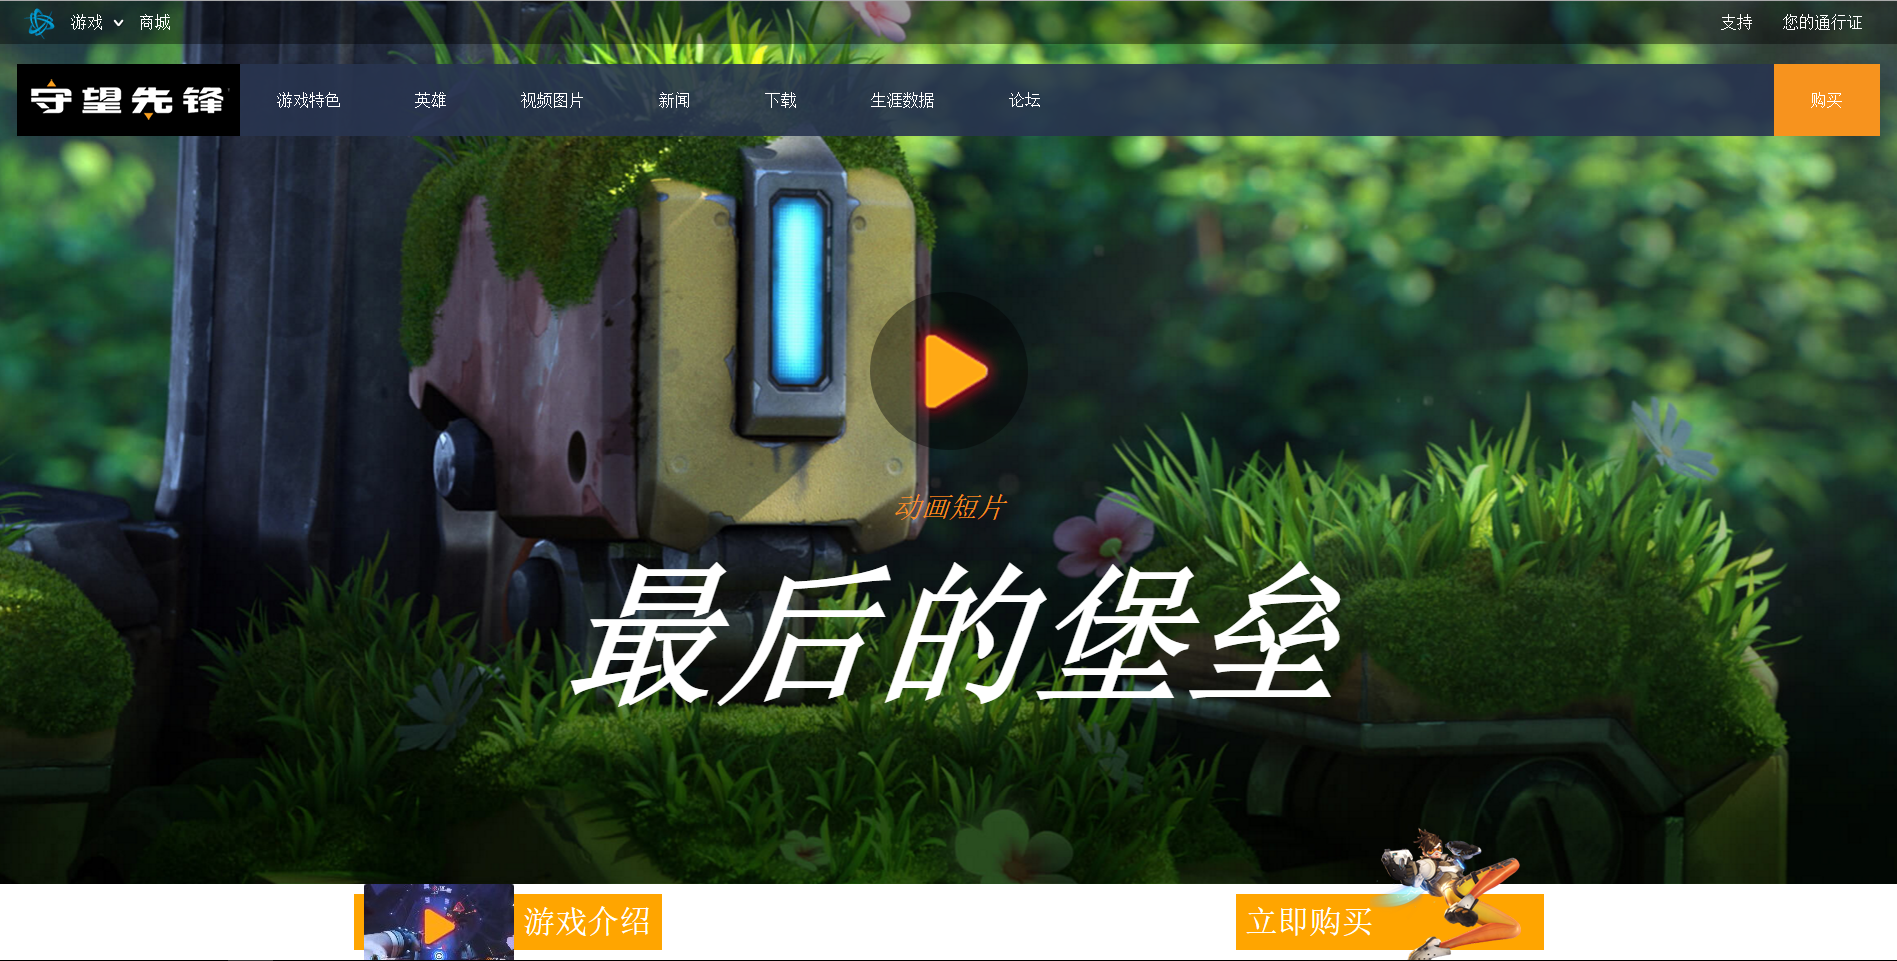 游戏 商城 支持 您的通行证
守望先锋 游戏特色 英雄 视频图片 新闻 下载 生涯数据 论坛 购买
动画短片
最后的堡垒
游戏介绍 立即购买